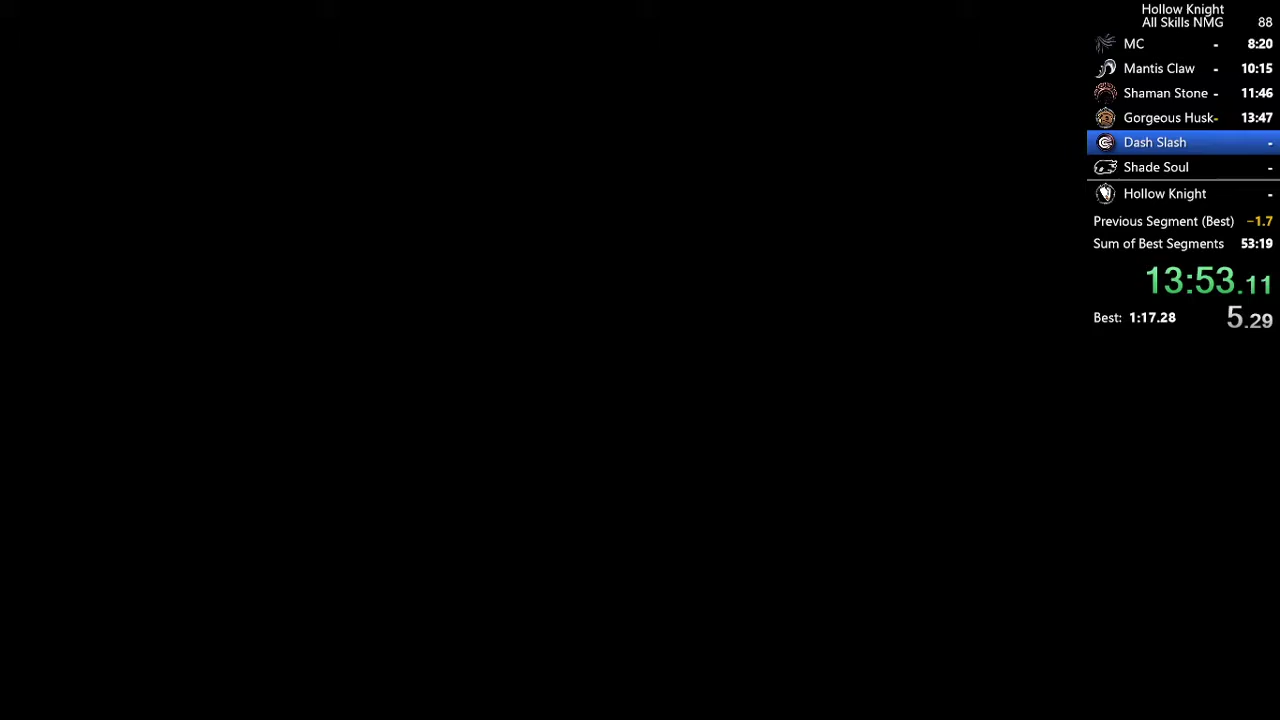 Hollow Knight
All Skills NMG 88
MC - 8:20
Mantis Claw - 10:15
Shaman Stone - 11:46
Gorgeous Husk- 13:47
Dash Slash -
Shade Soul -
Hollow Knight -
Previous Segment (Best) −1.7
Sum of Best Segments 53:19
13:53.11
Best: 1:17.28 5.29